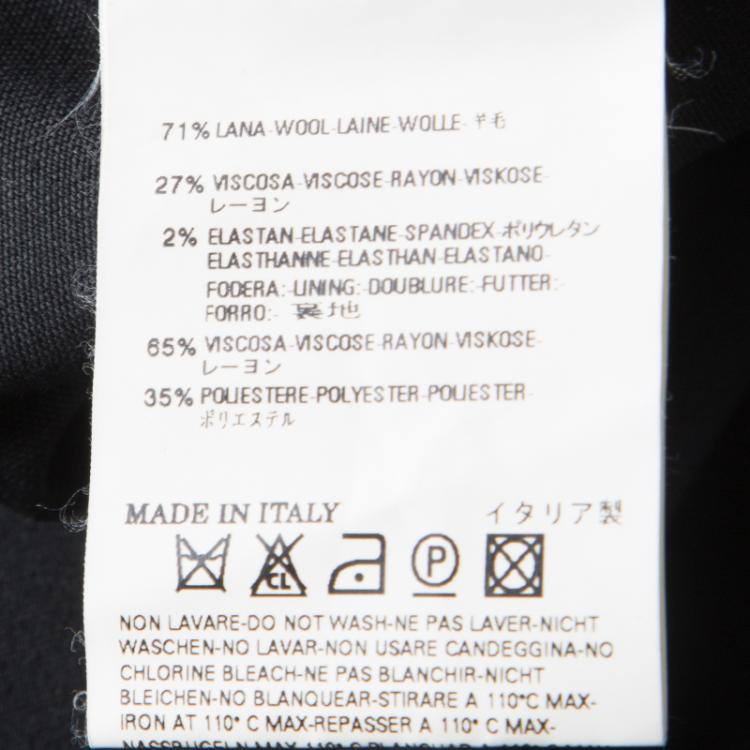 71% LANA-WOOL-LAINE-WOLLE-羊毛
27% VISCOSA-VISCOSE-RAYON-VISKOSE-
レーヨン
2% ELASTAN-ELASTANE-SPANDEX-ポリウレタン
ELASTHANNE-ELASTHAN-ELASTANO-
FODERA:-LINING:-DOUBLURE:-FUTTER:-
FORRO:- 裏地
65% VISCOSA-VISCOSE-RAYON-VISKOSE-
レーヨン
35% POLIESTERE-POLYESTER-POLIESTER-
ポリエステル
MADE IN ITALY イタリア製
CL P
NON LAVARE-DO NOT WASH-NE PAS LAVER-NICHT
WASCHEN-NO LAVAR-NON USARE CANDEGGINA-NO
CHLORINE BLEACH-NE PAS BLANCHIR-NICHT
BLEICHEN-NO BLANQUEAR-STIRARE A 110°C MAX-
IRON AT 110° C MAX-REPASSER A 110° C MAX-